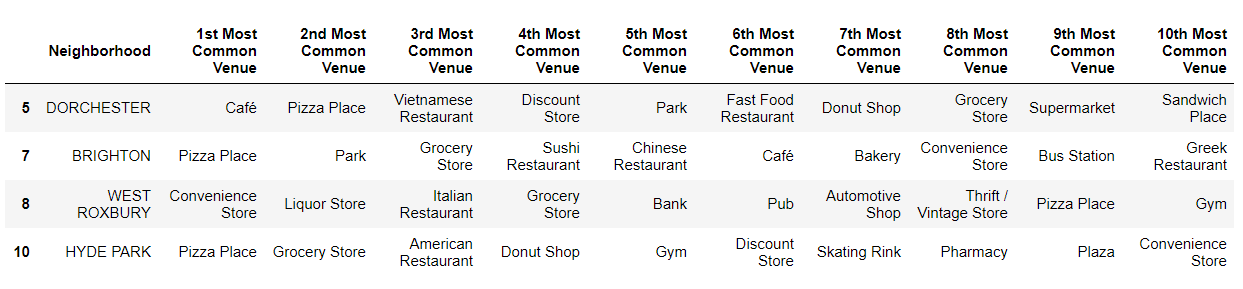 Neighborhood 1st Most Common Venue 2nd Most Common Venue 3rd Most Common Venue 4th Most Common Venue 5th Most Common Venue 6th Most Common Venue 7th Most Common Venue 8th Most Common Venue 9th Most Common Venue 10th Most Common Venue
5 DORCHESTER Café Pizza Place Vietnamese Restaurant Discount Store Park Fast Food Restaurant Donut Shop Grocery Store Supermarket Sandwich Place
7 BRIGHTON Pizza Place Park Grocery Store Sushi Restaurant Chinese Restaurant Café Bakery Convenience Store Bus Station Greek Restaurant
8 WEST ROXBURY Convenience Store Liquor Store Italian Restaurant Grocery Store Bank Pub Automotive Shop Thrift / Vintage Store Pizza Place Gym
10 HYDE PARK Pizza Place Grocery Store American Restaurant Donut Shop Gym Discount Store Skating Rink Pharmacy Plaza Convenience Store